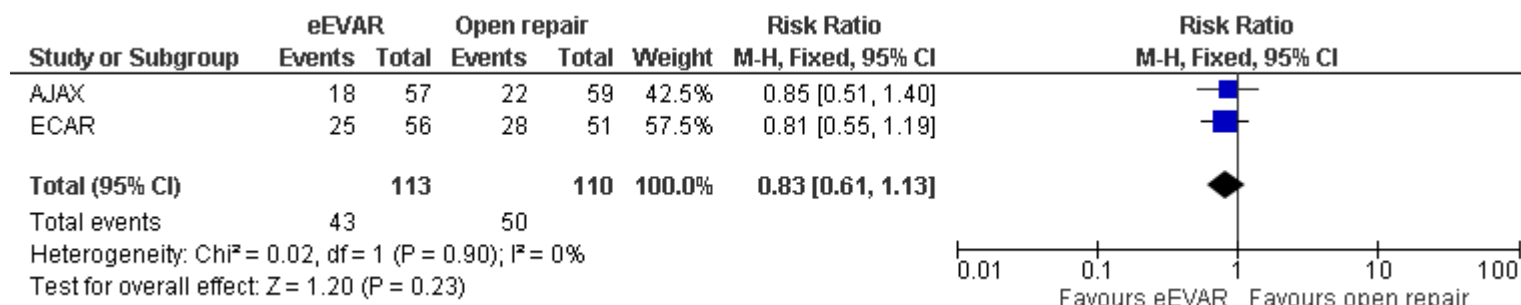 eEVAR Open repair Risk Ratio Risk Ratio
Study or Subgroup Events Total Events Total Weight M-H, Fixed, 95% CI M-H, Fixed, 95% CI
AJAX 18 57 22 59 42.5% 0.85 [0.51, 1.40]
ECAR 25 56 28 51 57.5% 0.81 [0.55, 1.19]
Total (95% CI) 113 110 100.0% 0.83 [0.61, 1.13]
Total events 43 50
Heterogeneity: Chi² = 0.02, df = 1 (P = 0.90); I² = 0%
Test for overall effect: Z = 1.20 (P = 0.23)
0.01 0.1 1 10 100
Favours eEVAR Favours open repair